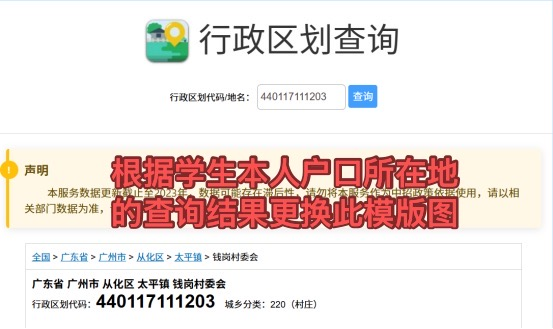 行政区划查询
行政区划代码/地名： 440117111203 查询
声明
根据学生本人户口所在地
本服务数据更新截止至2023年，数据可能存在滞后性，请勿将本服务作为中招政策依据使用，请以相
的查询结果更换此模版图
关部门数据为准，
全国 > 广东省 > 广州市 > 从化区 > 太平镇 > 钱岗村委会
广东省 广州市 从化区 太平镇 钱岗村委会
行政区划代码：440117111203 城乡分类：220（村庄）